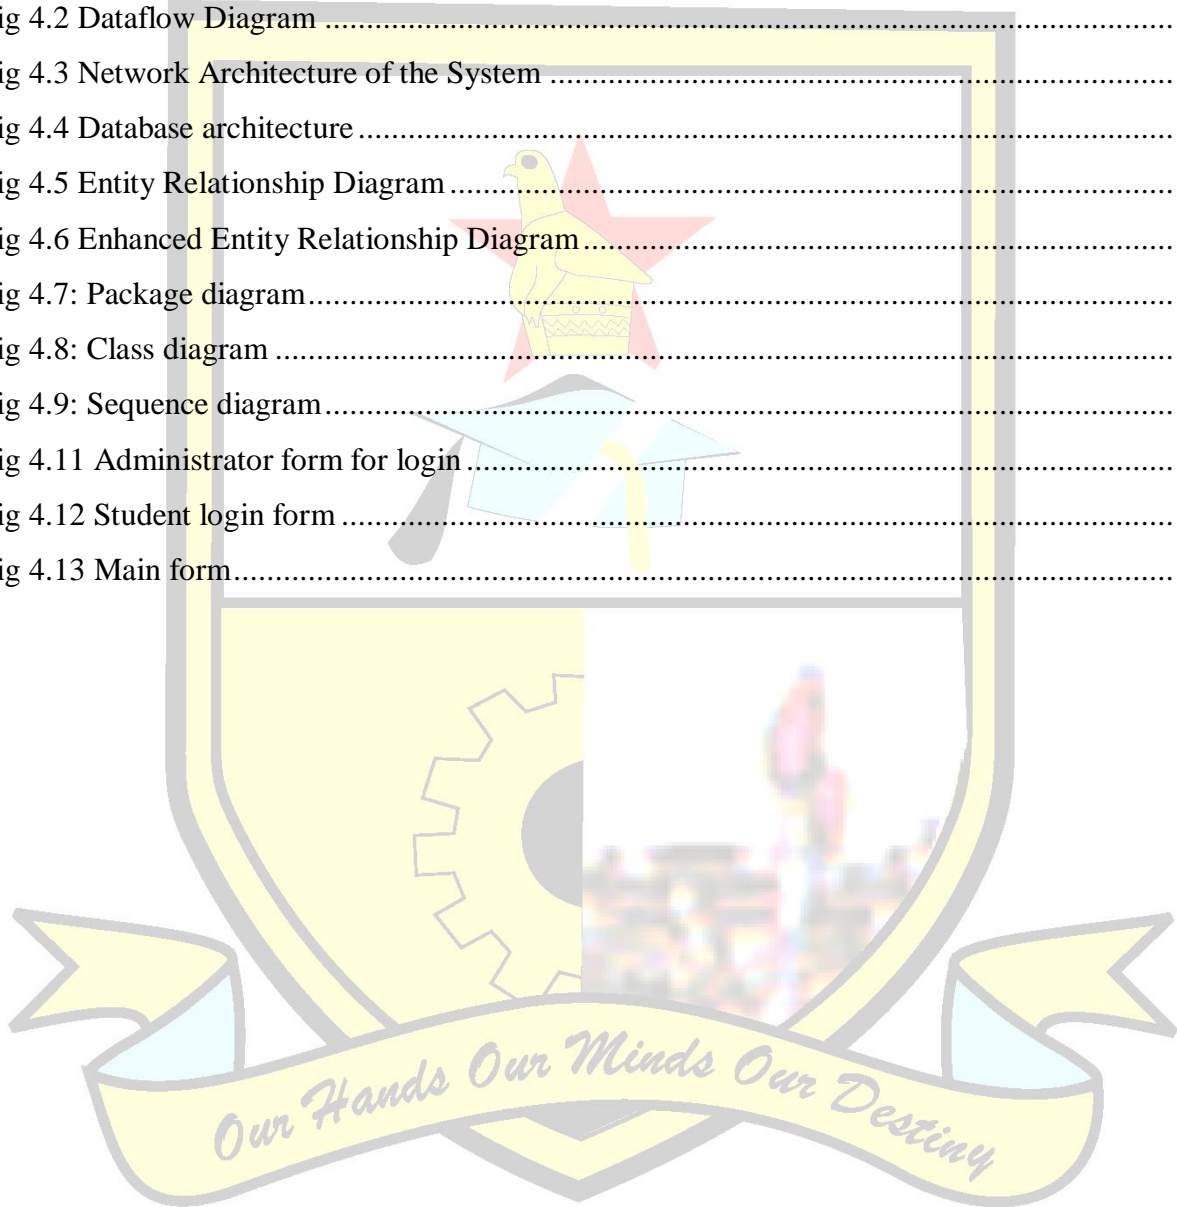 ig 4.2 Dataflow Diagram ........................................................................................................
ig 4.3 Network Architecture of the System ............................................................................
ig 4.4 Database architecture ....................................................................................................
ig 4.5 Entity Relationship Diagram .........................................................................................
ig 4.6 Enhanced Entity Relationship Diagram ........................................................................
ig 4.7: Package diagram ...........................................................................................................
ig 4.8: Class diagram ...............................................................................................................
ig 4.9: Sequence diagram .........................................................................................................
ig 4.11 Administrator form for login .......................................................................................
ig 4.12 Student login form .......................................................................................................
ig 4.13 Main form ....................................................................................................................
Our Hands Our Minds Our Destiny